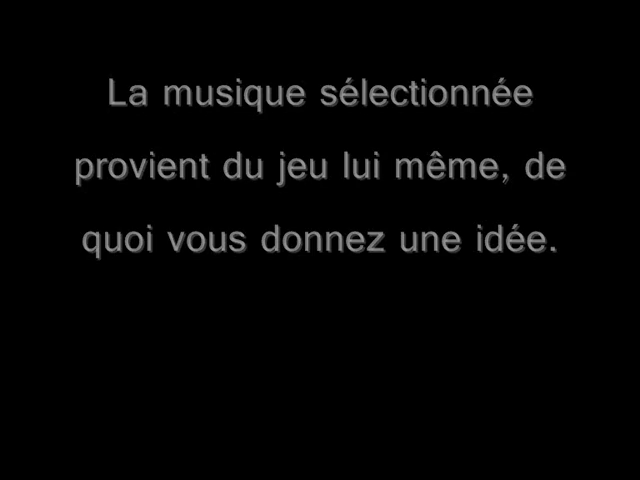 La musique sélectionnée
provient du jeu lui même, de
quoi vous donnez une idée.